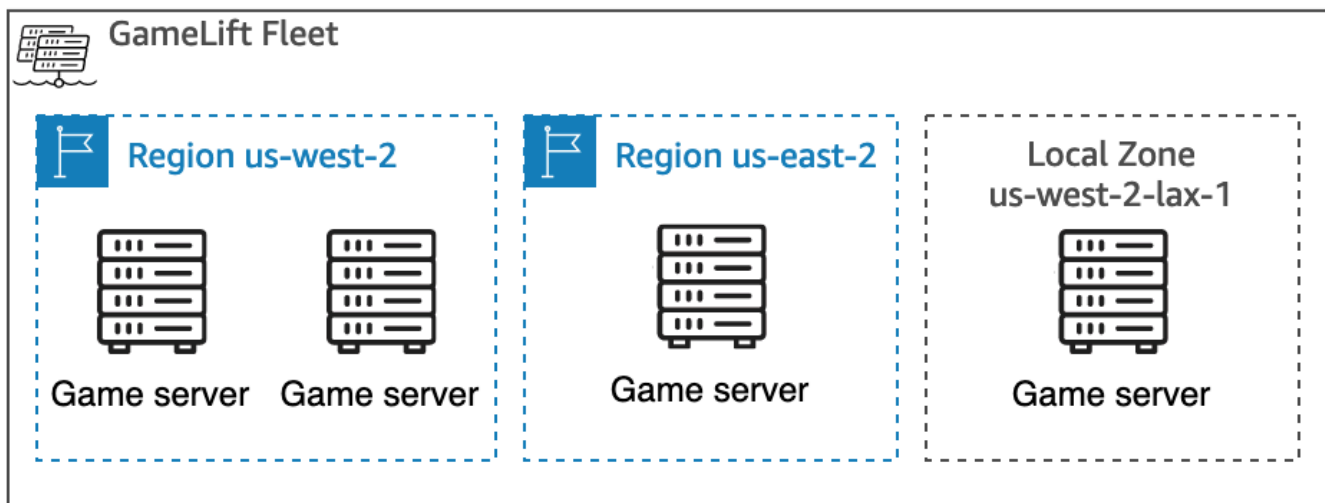 GameLift Fleet
Region us-west-2
Game server
Game server
Region us-east-2
Game server
Local Zone
us-west-2-lax-1
Game server